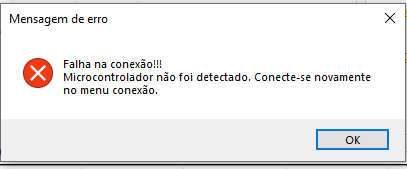 Mensagem de erro
Falha na conexão!!!
Microcontrolador não foi detectado. Conecte-se novamente
no menu conexão.
OK